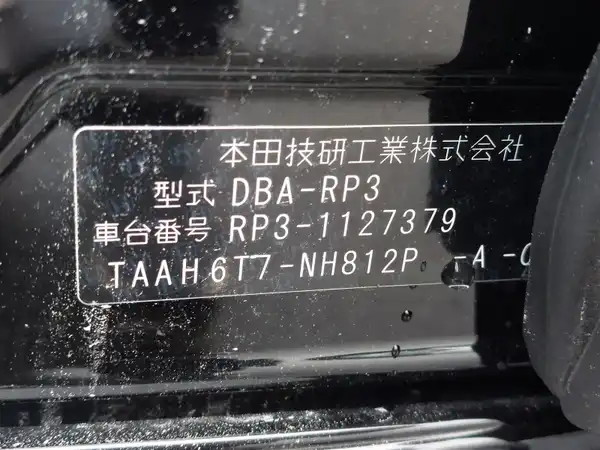 本田技研工業株式会社
型式 DBA-RP3
車台番号 RP3-1127379
TAAH6T7-NH812P -A-